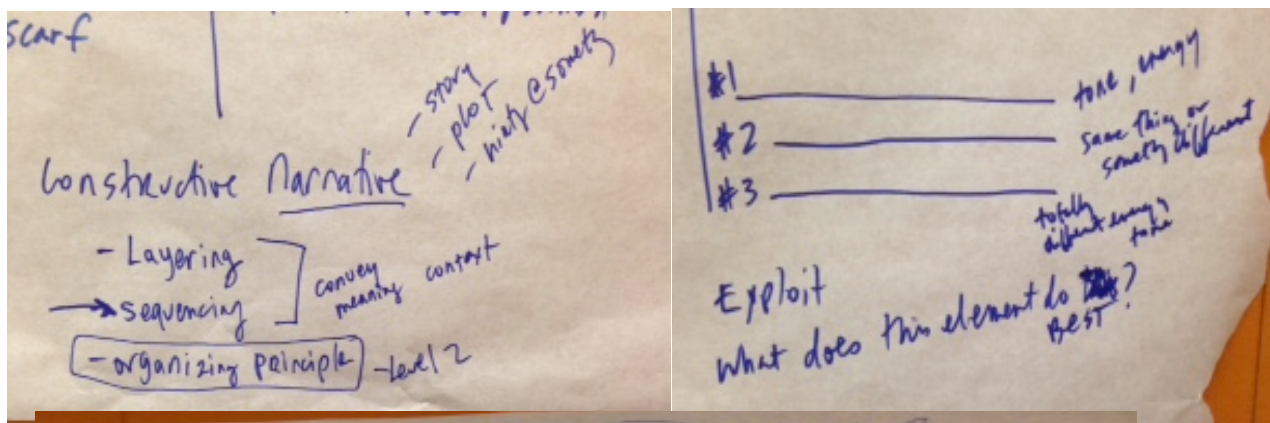 scarf
- story
- plot
Constructive Narrative
- Layering
sequencing
convey
meaning context
- organizing principle - Level 2
#1 tone, energy
#2 same thing or
somethg different
#3
totally
different energy
tone
Exploit
What does this element do
BEST?